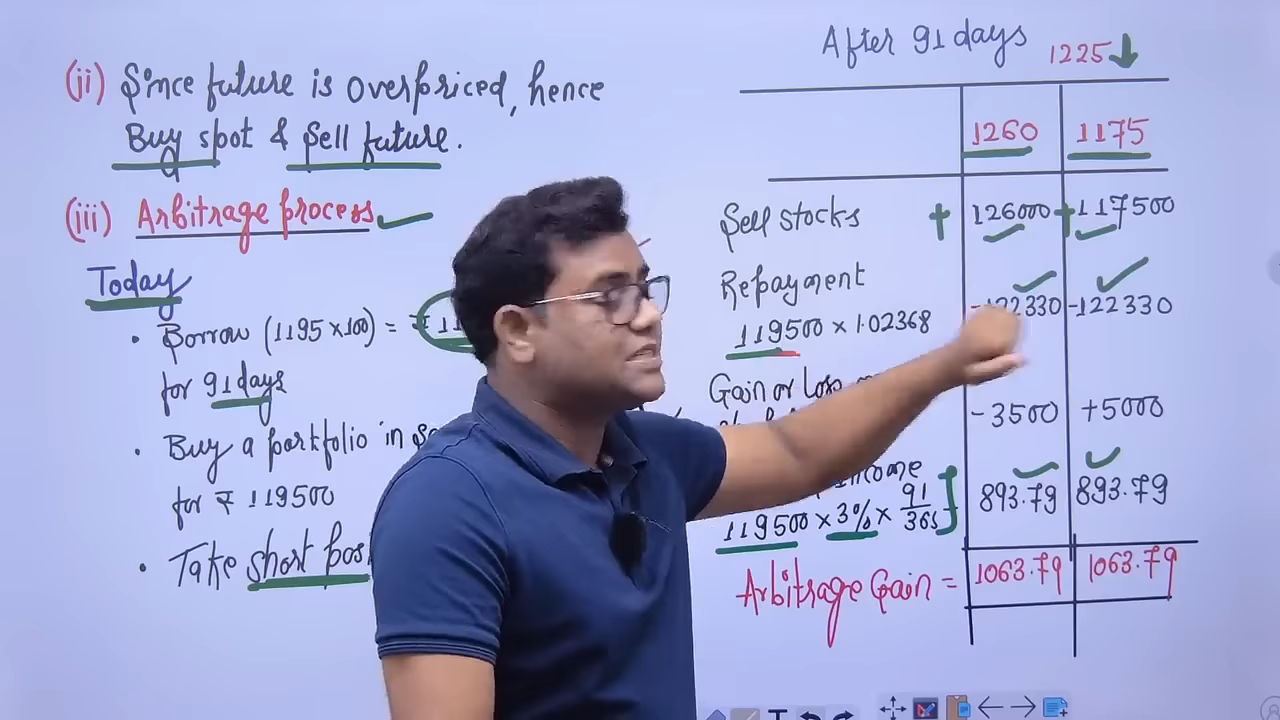 (ii) Since future is overpriced, hence
Buy spot & Sell future.
(iii) Arbitrage process
Today
• Borrow (1195 × 100) = ₹ 11
for 91 days
• Buy a portfolio in
for ₹ 119500
• Take short pos
After 91 days 1225 ↓
1260 1175
Sell stocks + 126000 + 117500
Repayment
119500 × 1.02368 -122330 -122330
Gain or Loss
- 3500 +5000
income
119500 × 3% × 91/365 893.79 893.79
Arbitrage Gain = 1063.79 1063.79